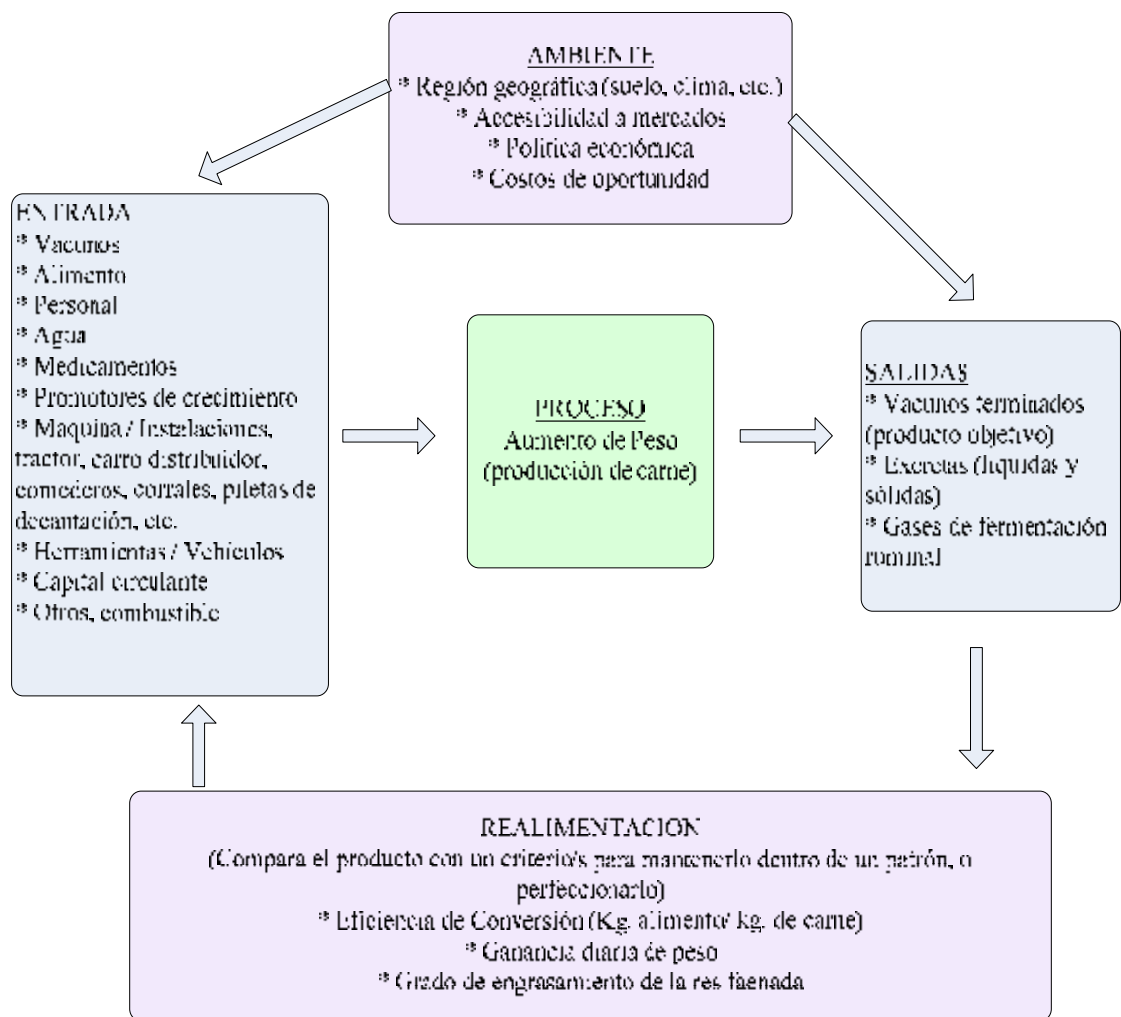 AMBIENTE
* Región geográfica (suelo, clima, etc.)
* Accesibilidad a mercados
* Política económica
* Costos de oportunidad
ENTRADA
* Vacunos
* Alimento
* Personal
* Agua
* Medicamentos
* Promotores de crecimiento
* Maquina / Instalaciones,
tractor, carro distribuidor,
comederos, corrales, piletas de
decantación, etc.
* Herramientas / Vehículos
* Capital circulante
* Otros, combustible
PROCESO
Aumento de Peso
(producción de carne)
SALIDAS
* Vacunos terminados
(producto objetivo)
* Excretas (líquidas y
sólidas)
* Gases de fermentación
ruminal
REALIMENTACION
(Compara el producto con un criterio/s para mantenerlo dentro de un patrón, o
perfeccionarlo)
* Eficiencia de Conversión (Kg. alimento/ kg. de carne)
* Ganancia diaria de peso
* Grado de engrasamiento de la res faenada